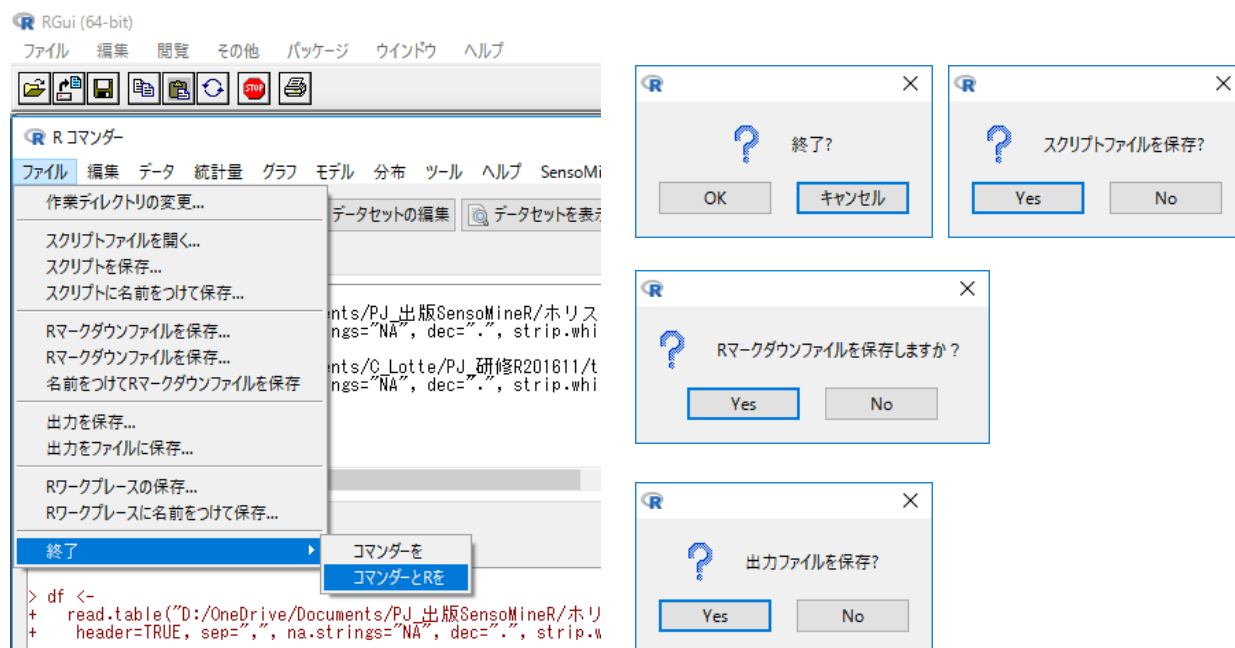 RGui (64-bit)
ファイル 編集 閲覧 その他 パッケージ ウインドウ ヘルプ
STOP
R コマンダー
ファイル 編集 データ 統計量 グラフ モデル 分布 ツール ヘルプ SensoMi
作業ディレクトリの変更...
データセットの編集 データセットを表示
スクリプトファイルを開く...
スクリプトを保存...
スクリプトに名前をつけて保存...
nts/PJ_出版SensoMineR/ホリス
Rマークダウンファイルを保存...
ngs="NA", dec=".", strip.whi
Rマークダウンファイルを保存...
nts/C_Lotte/PJ_研修R201611/t
名前をつけてRマークダウンファイルを保存
ngs="NA", dec=".", strip.whi
出力を保存...
出力をファイルに保存...
Rワークプレースの保存...
Rワークプレースに名前をつけて保存...
終了
コマンダーを
コマンダーとRを
> df <-
+ read.table("D:/OneDrive/Documents/PJ_出版SensoMineR/ホリ
+ header=TRUE, sep=",", na.strings="NA", dec=".", strip.w
終了?
OK キャンセル
スクリプトファイルを保存?
Yes No
Rマークダウンファイルを保存しますか？
Yes No
出力ファイルを保存?
Yes No